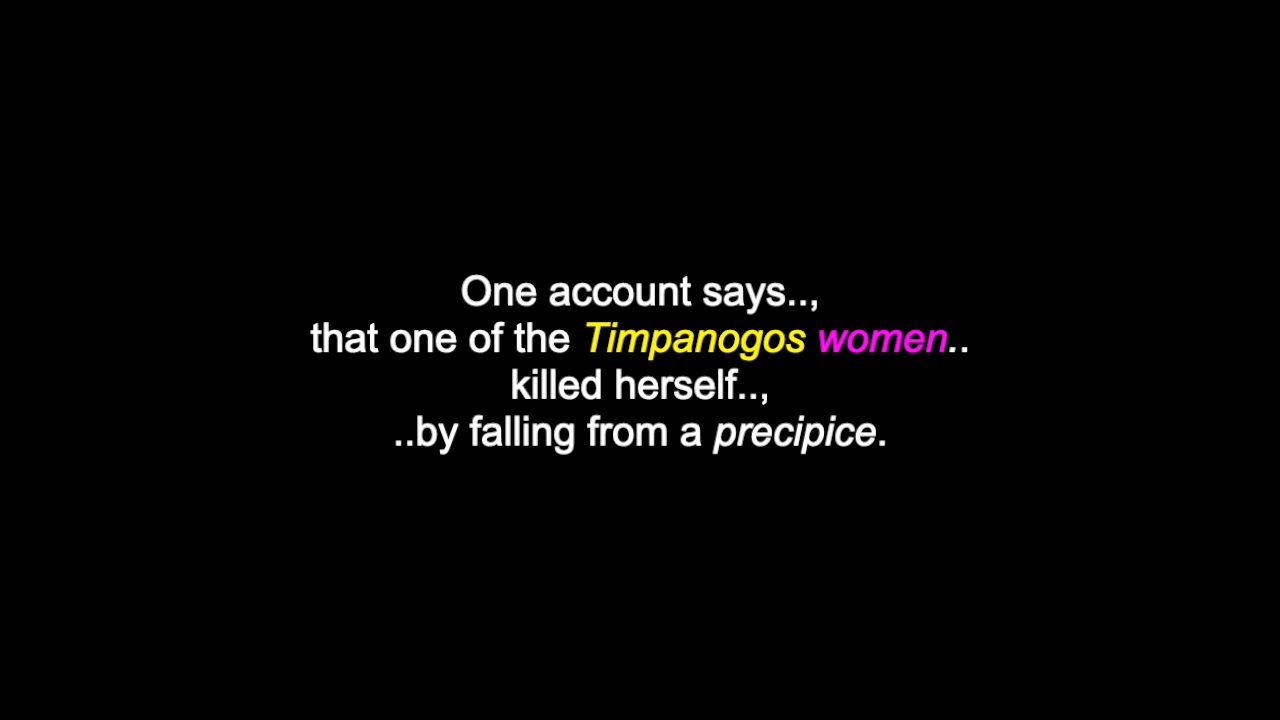 One account says..,
that one of the Timpanogos women..
killed herself..,
..by falling from a precipice.